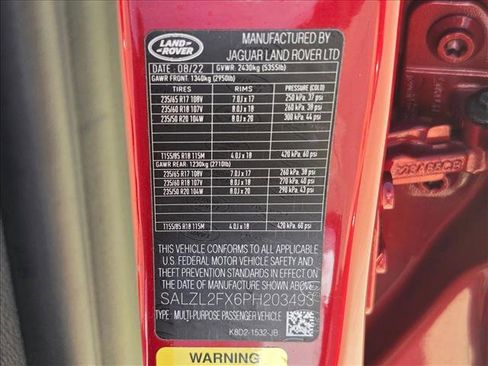 LAND
ROVER
MANUFACTURED BY
JAGUAR LAND ROVER LTD
DATE: 08/22 GVWR: 2430kg (5355lb)
GAWR FRONT: 1340kg (2950lb)
TIRES RIMS PRESSURE (COLD)
235/65 R17 108V 7.0J x 17 250 kPa, 37 psi
235/60 R18 107V 8.0J x 18 260 kPa, 38 psi
235/50 R20 104W 8.0J x 20 300 kPa, 44 psi
T155/85 R18 115M 4.0J x 18 420 kPa, 60 psi
GAWR REAR: 1230kg (2710lb)
235/65 R17 108V 7.0J x 17 260 kPa, 38 psi
235/60 R18 107V 8.0J x 18 270 kPa, 40 psi
235/50 R20 104W 8.0J x 20 290 kPa, 43 psi
T155/85 R18 115M 4.0J x 18 420 kPa, 60 psi
THIS VEHICLE CONFORMS TO ALL APPLICABLE
U.S. FEDERAL MOTOR VEHICLE SAFETY AND
THEFT PREVENTION STANDARDS IN EFFECT ON
THE DATE OF MANUFACTURE SHOWN ABOVE.
SALZL2FX6PH203493
TYPE: MULTI-PURPOSE PASSENGER VEHICLE
K8D2-1532-JB
WARNING